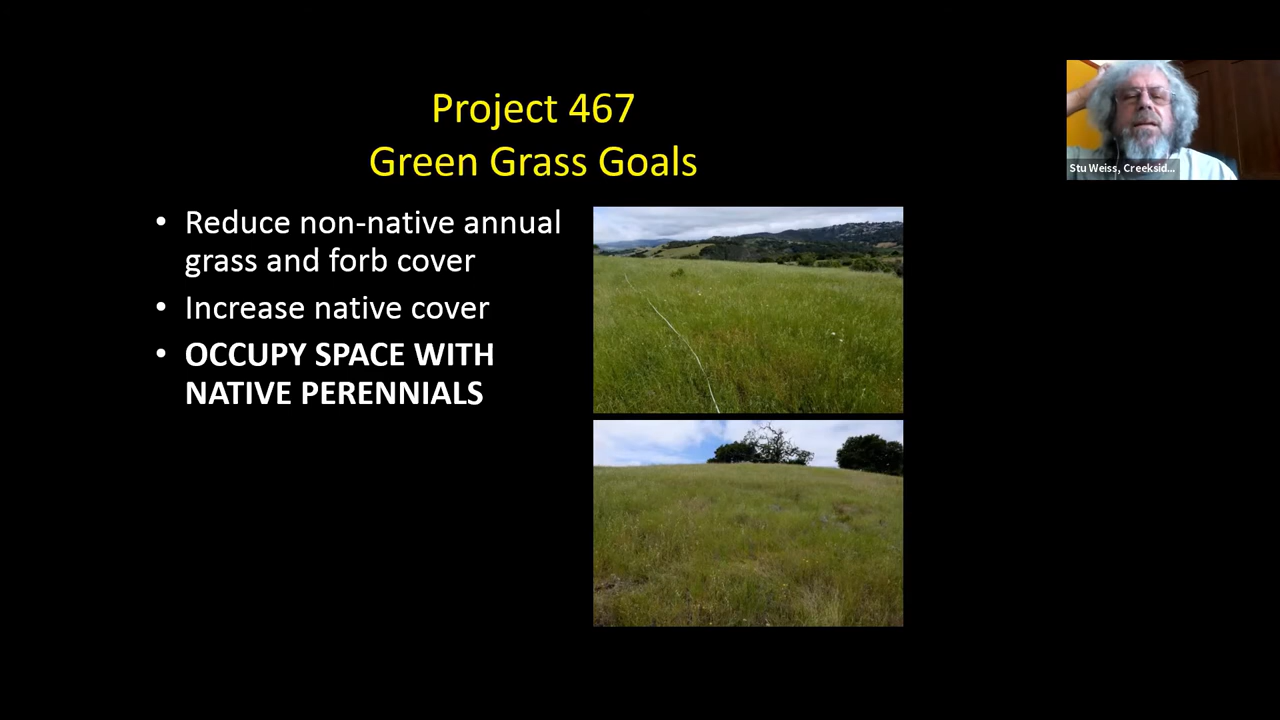 Project 467
Green Grass Goals
• Reduce non-native annual
grass and forb cover
• Increase native cover
• OCCUPY SPACE WITH
NATIVE PERENNIALS
Stu Weiss, Creeksid...